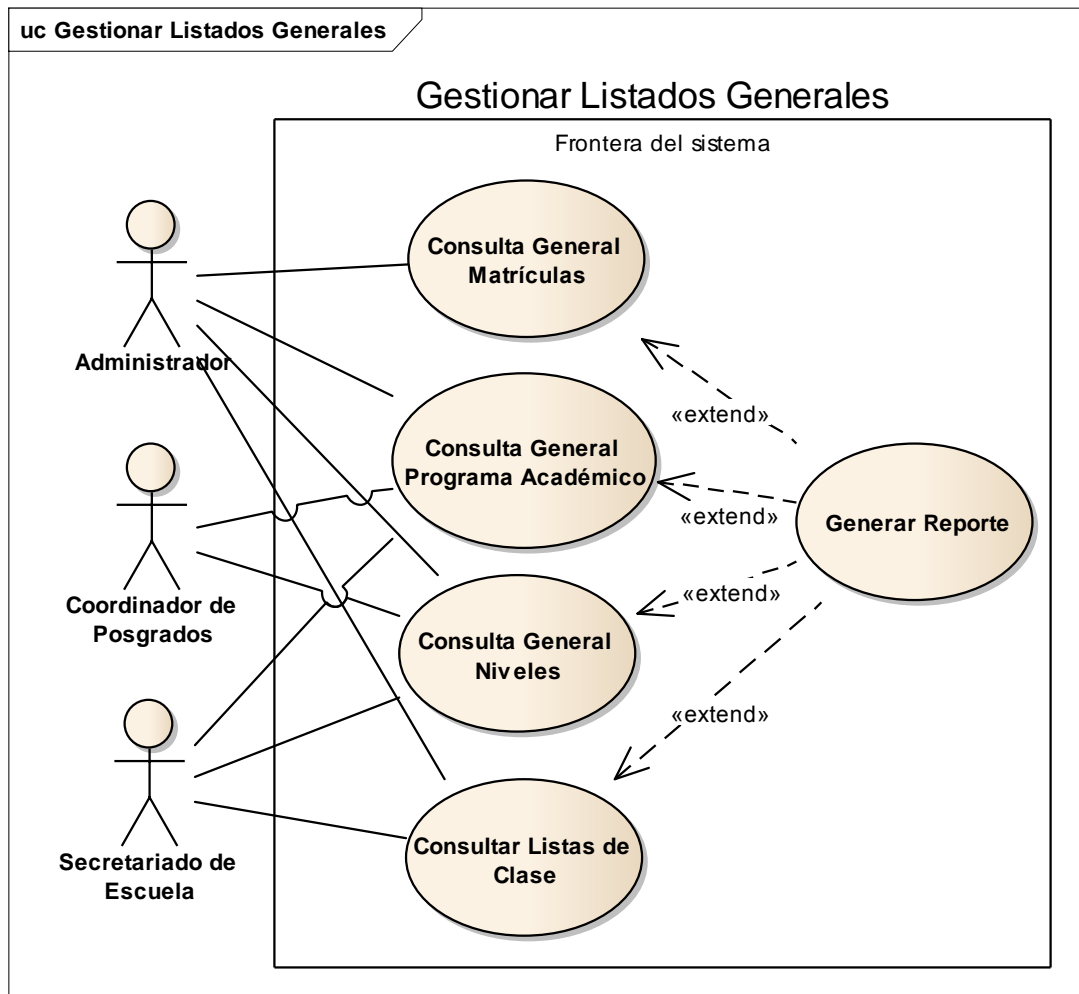 uc Gestionar Listados Generales
Gestionar Listados Generales
Frontera del sistema
Consulta General
Matrículas
Administrador
«extend»
Consulta General
Programa Académico
«extend»
Generar Reporte
Coordinador de
Posgrados
«extend»
Consulta General
Niveles
«extend»
Secretariado de
Escuela
Consultar Listas de
Clase